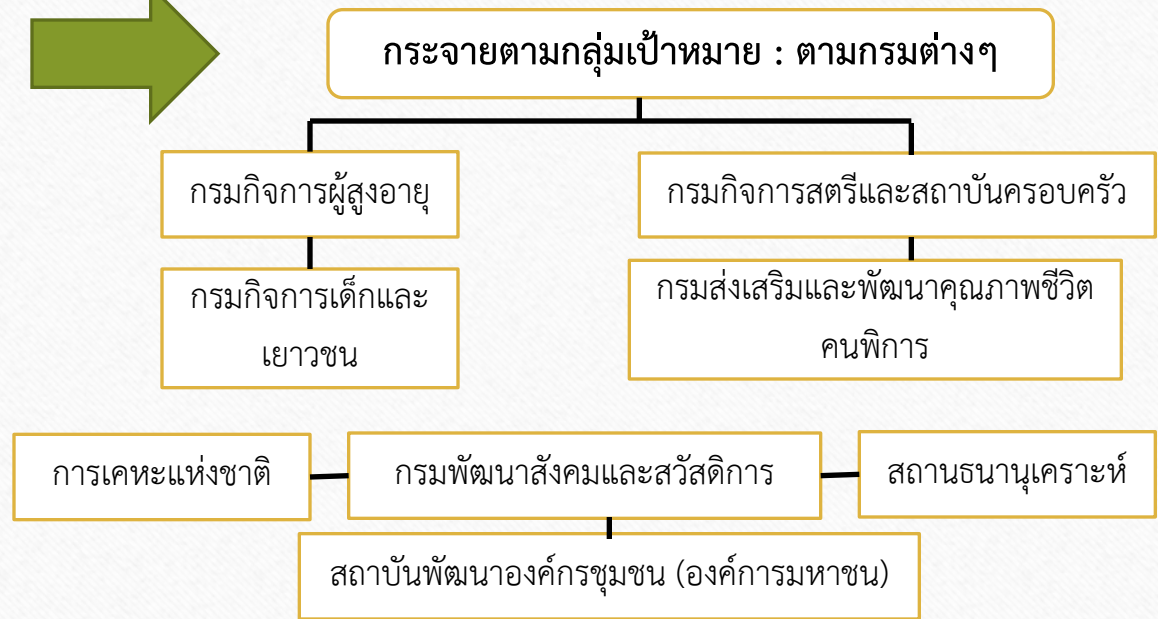 กระจายตามกลุ่มเป้าหมาย : ตามกรมต่างๆ
กรมกิจการผู้สูงอายุ
กรมกิจการสตรีและสถาบันครอบครัว
กรมกิจการเด็กและ
เยาวชน
กรมส่งเสริมและพัฒนาคุณภาพชีวิต
คนพิการ
การเคหะแห่งชาติ
กรมพัฒนาสังคมและสวัสดิการ
สถานธนานุเคราะห์
สถาบันพัฒนาองค์กรชุมชน (องค์การมหาชน)